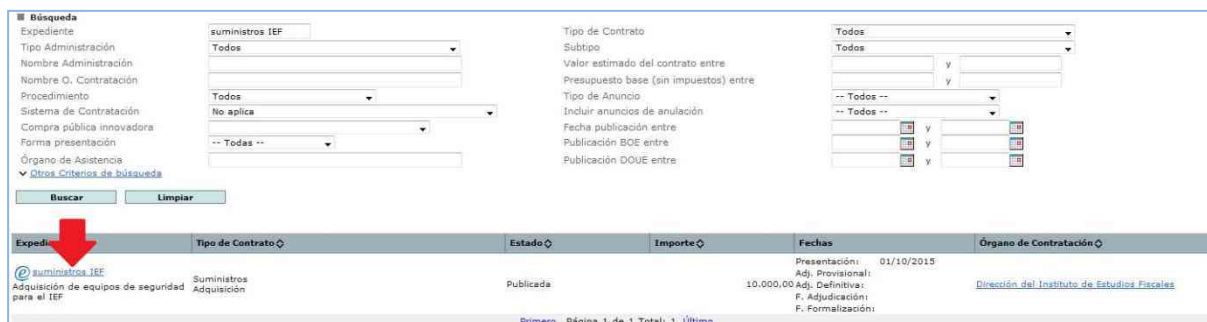 Búsqueda
Expediente suministros IEF Tipo de Contrato Todos
Tipo Administración Todos Subtipo Todos
Nombre Administración Valor estimado del contrato entre y
Nombre O. Contratación Presupuesto base (sin impuestos) entre y
Procedimiento Todos Tipo de Anuncio -- Todos --
Sistema de Contratación No aplica Incluir anuncios de anulación -- Todos --
Compra pública innovadora Fecha publicación entre y
Forma presentación -- Todas -- Publicación BOE entre y
Órgano de Asistencia Publicación DOUE entre y
Otros Criterios de búsqueda
Buscar Limpiar
Tipo de Contrato Estado Importe Fechas Órgano de Contratación
Presentación: 01/10/2015
suministros IEF Suministros Adj. Provisional:
Adquisición de equipos de seguridad Adquisición Publicada 10.000,00 Adj. Definitiva: Dirección del Instituto de Estudios Fiscales
para el IEF F. Adjudicación:
F. Formalización:
Primero Página 1 de 1 Total: 1 Último